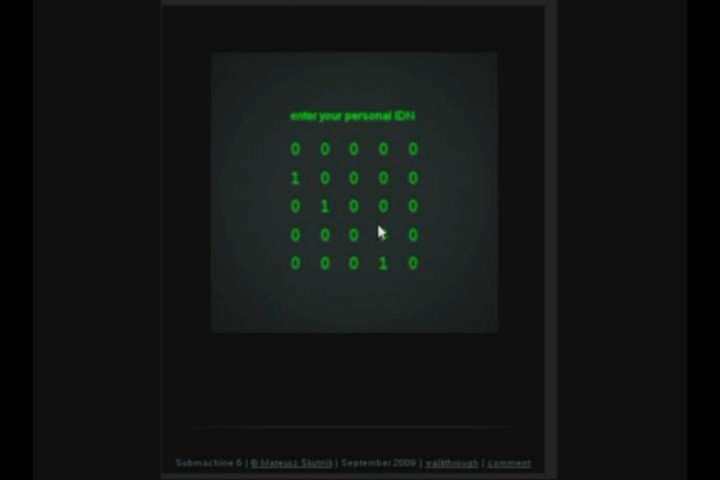 enter your personal IDN
0 0 0 0 0
1 0 0 0 0
0 1 0 0 0
0 0 0 0
0 0 0 1 0
Submachine 6 | © Mateusz Skutnik | September 2009 | walkthrough | comment